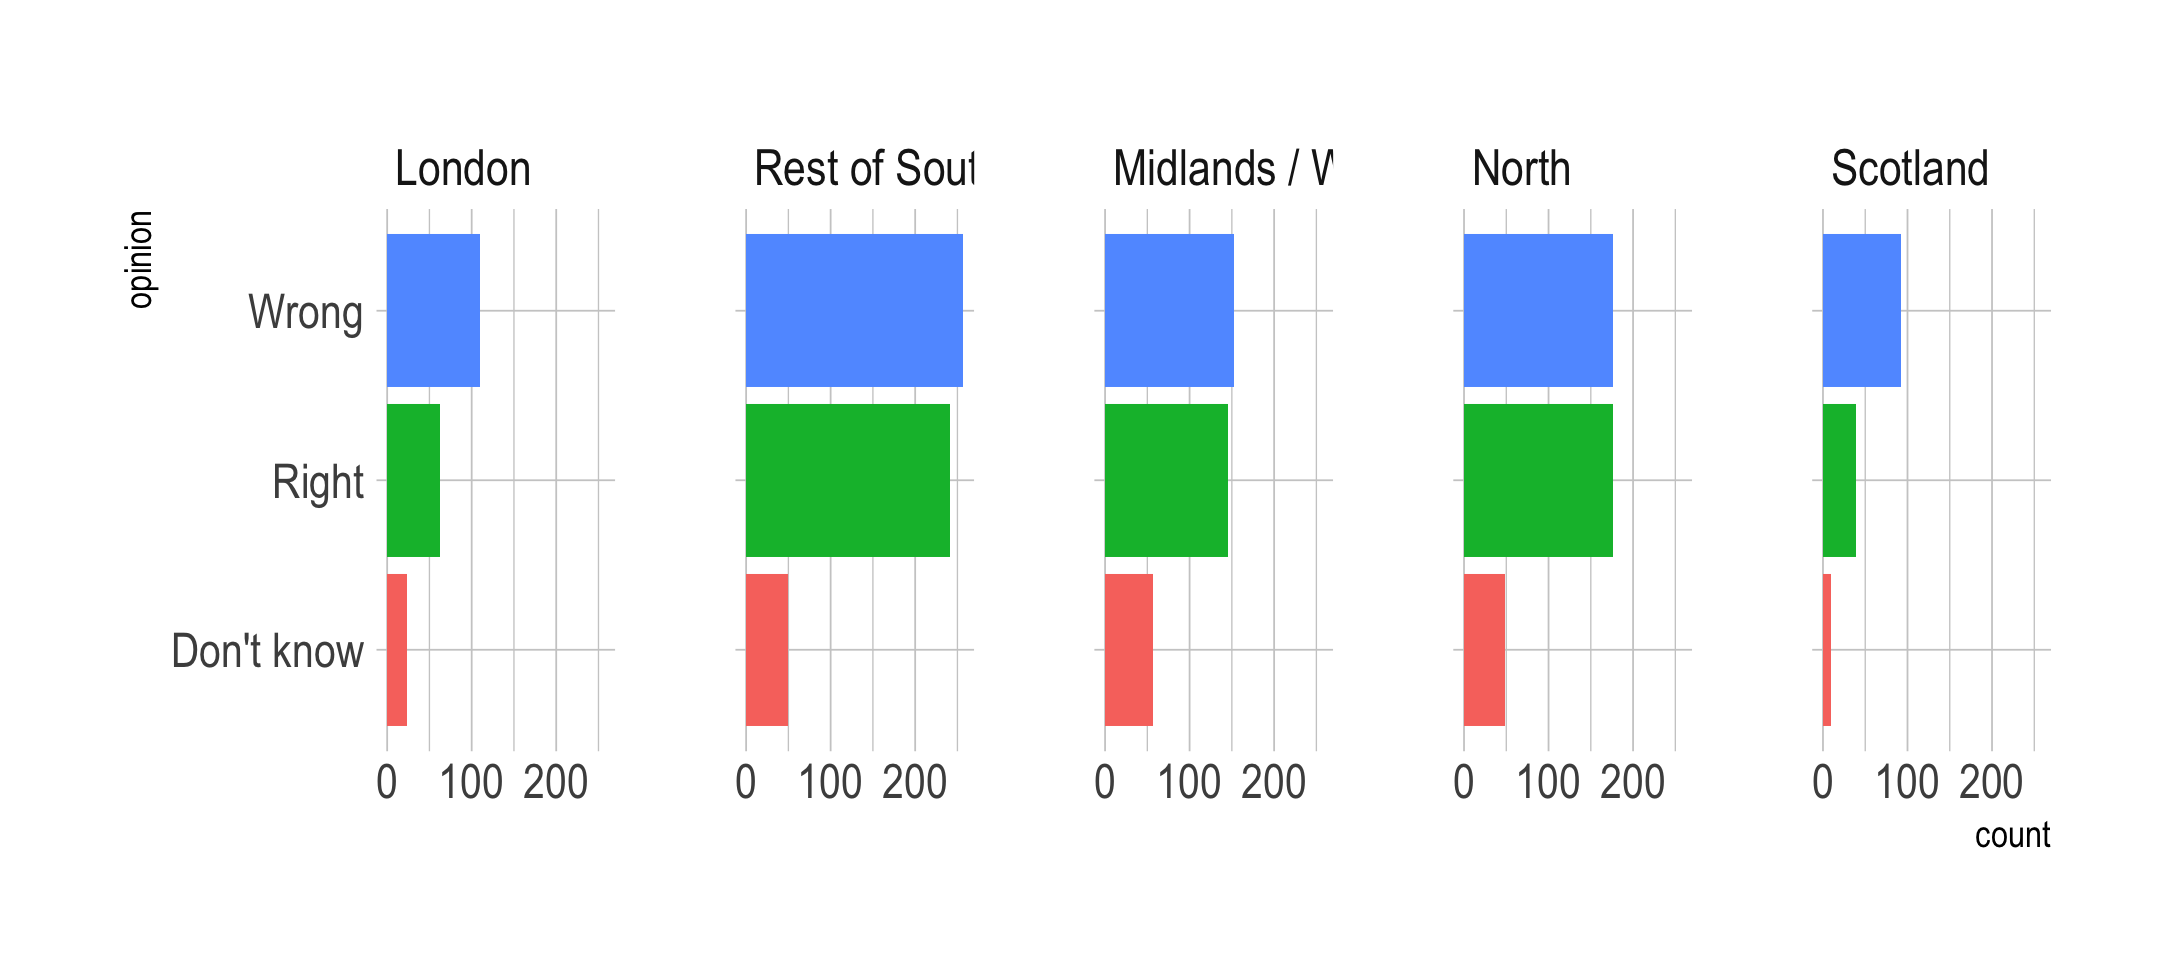 London
Rest of Sout
Midlands / W
North
Scotland
opinion
Wrong
Right
Don't know
0 100 200
0 100 200
0 100 200
0 100 200
0 100 200
count